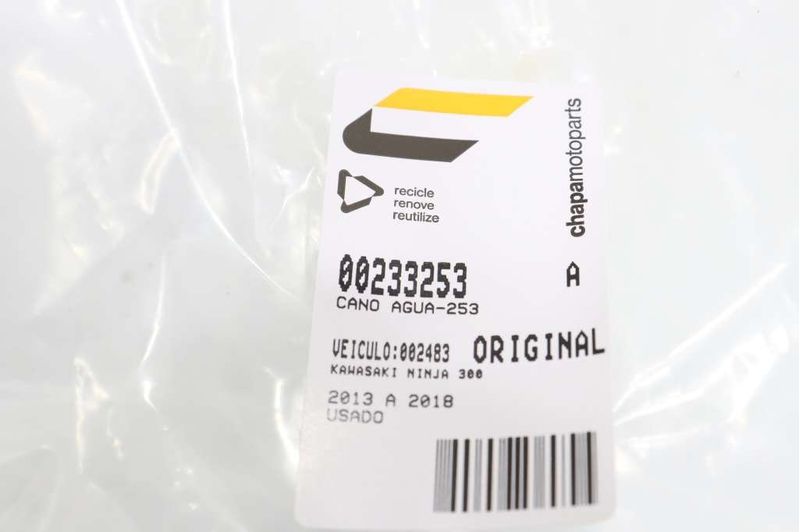 chapamotoparts
recicle
renove
reutilize
00233253 A
CANO AGUA-253
VEICULO:002483 ORIGINAL
KAWASAKI NINJA 300
2013 A 2018
USADO